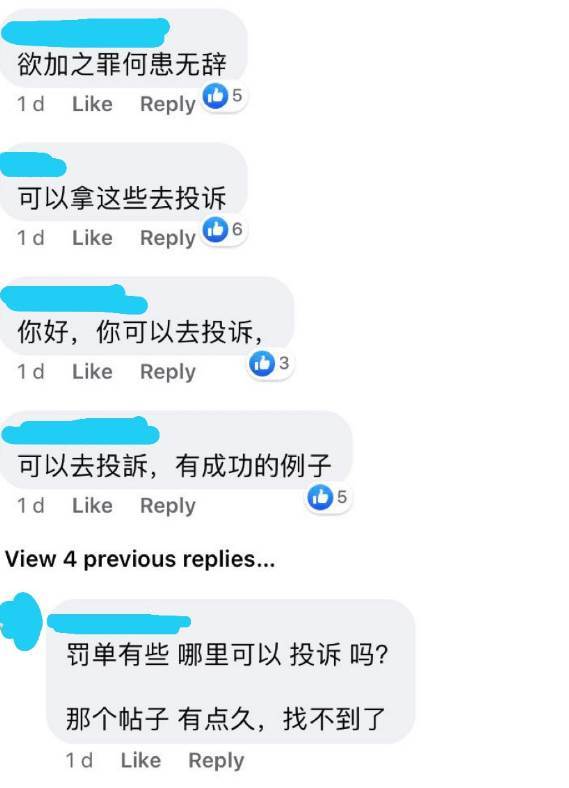 欲加之罪何患无辞
1 d Like Reply 5
可以拿这些去投诉
1 d Like Reply 6
你好，你可以去投诉，
1 d Like Reply 3
可以去投訴，有成功的例子
1 d Like Reply 5
View 4 previous replies...
罚单有些 哪里可以 投诉 吗?
那个帖子 有点久，找不到了
1 d Like Reply